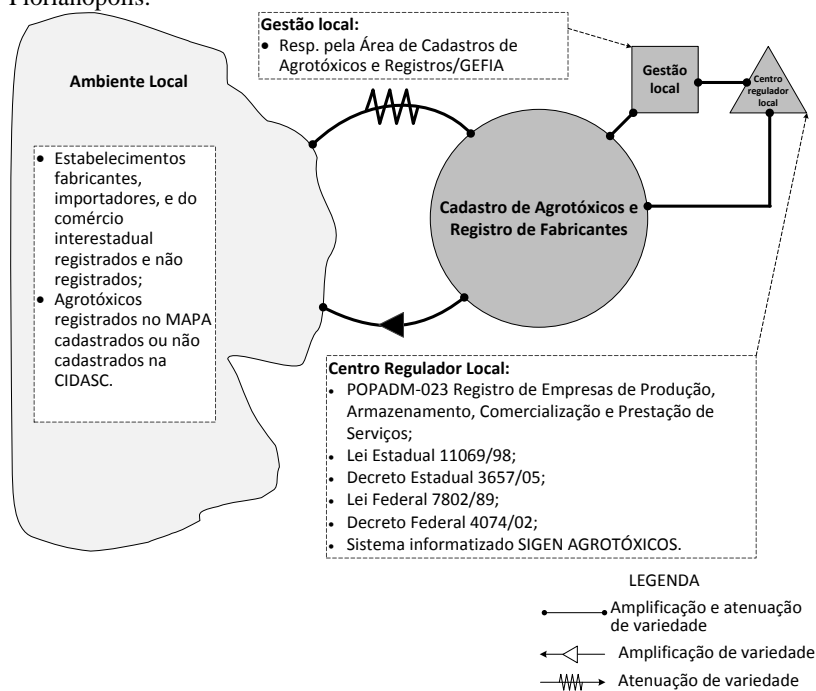 Florianópolis.
Gestão local:
• Resp. pela Área de Cadastros de
Agrotóxicos e Registros/GEFIA
Ambiente Local
• Estabelecimentos
fabricantes,
importadores, e do
comércio
interestadual
registrados e não
registrados;
• Agrotóxicos
registrados no MAPA
cadastrados ou não
cadastrados na
CIDASC.
Gestão
local
Centro
regulador
local
Cadastro de Agrotóxicos e
Registro de Fabricantes
Centro Regulador Local:
• POPADM-023 Registro de Empresas de Produção,
Armazenamento, Comercialização e Prestação de
Serviços;
• Lei Estadual 11069/98;
• Decreto Estadual 3657/05;
• Lei Federal 7802/89;
• Decreto Federal 4074/02;
• Sistema informatizado SIGEN AGROTÓXICOS.
LEGENDA
Amplificação e atenuação
de variedade
Amplificação de variedade
Atenuação de variedade